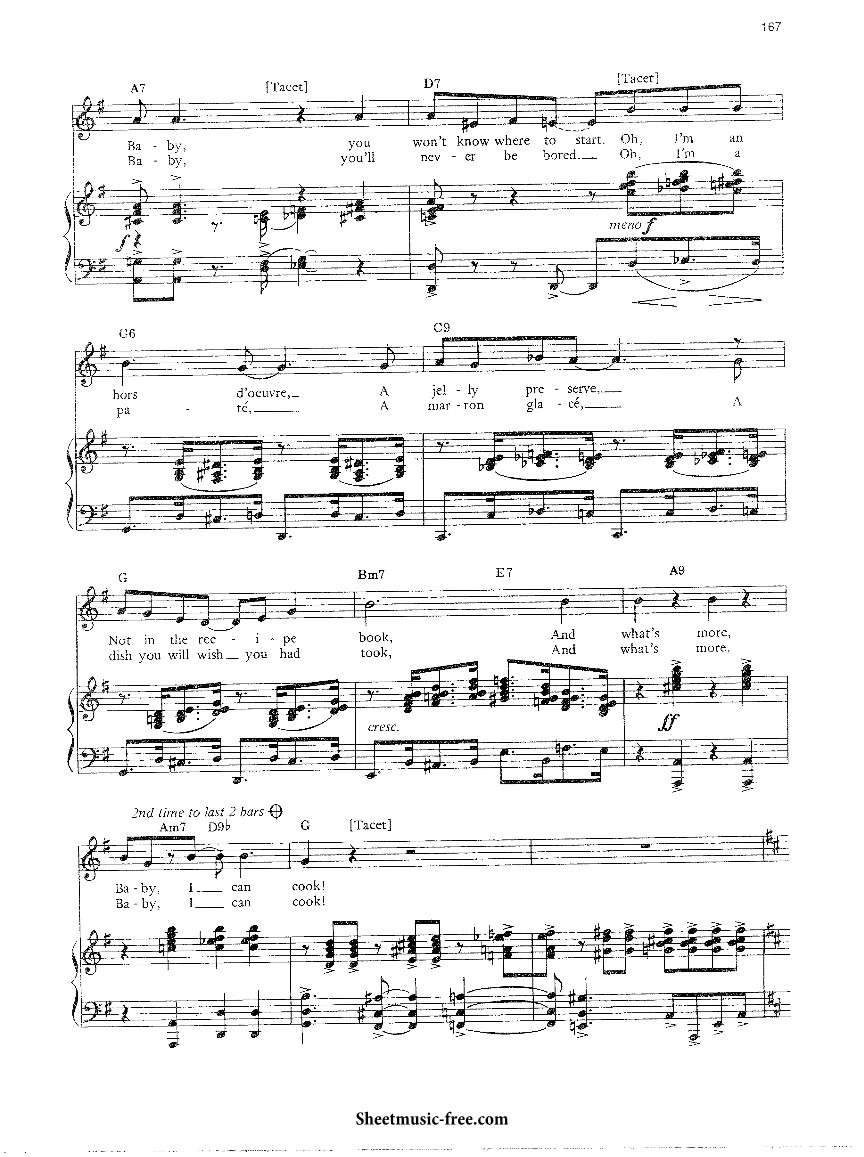 167
A7 [Tacet] D7 [Tacet]
Ba - by, you won't know where to start. Oh, I'm an
Ba - by, you'll nev - er be bored. Oh, I'm a
meno f
G6 C9
hors d'oeuvre, A jel - ly pre - serve,
pa - té, A mar - ron gla - cé, A
G Bm7 E7 A9
Not in the rec - i - pe book, And what's more,
dish you will wish you had took, And what's more,
cresc. ff
2nd time to last 2 bars
Am7 D9b G [Tacet]
Ba - by, I can cook!
Ba - by, I can cook!
Sheetmusic-free.com